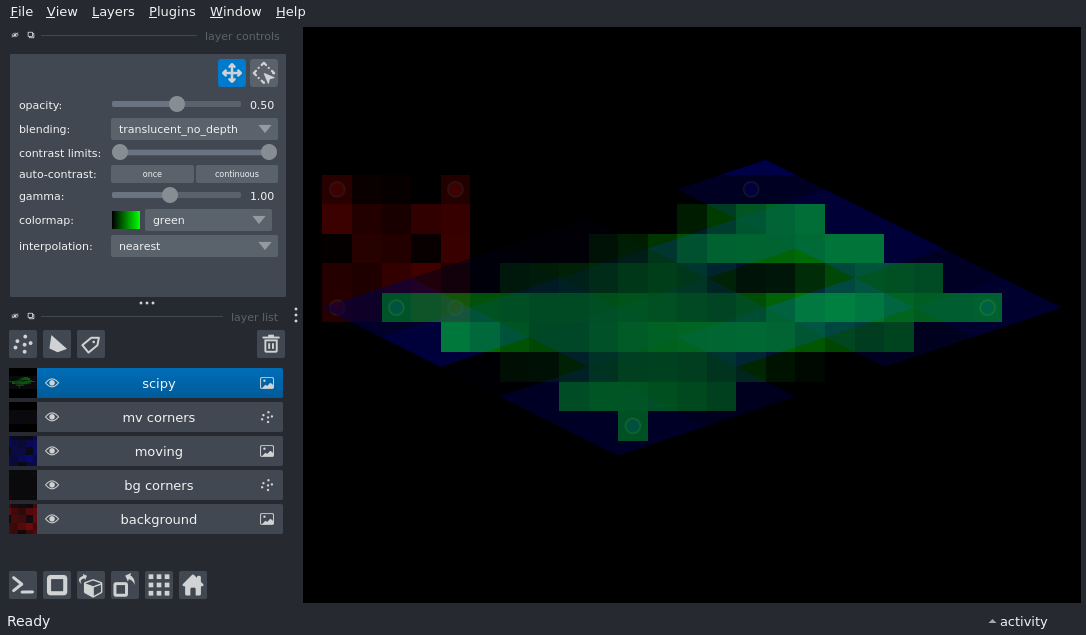 File View Layers Plugins Window Help
layer controls
opacity: 0.50
blending: translucent_no_depth
contrast limits:
auto-contrast: once continuous
gamma: 1.00
colormap: green
interpolation: nearest
layer list
scipy
mv corners
moving
bg corners
background
Ready activity